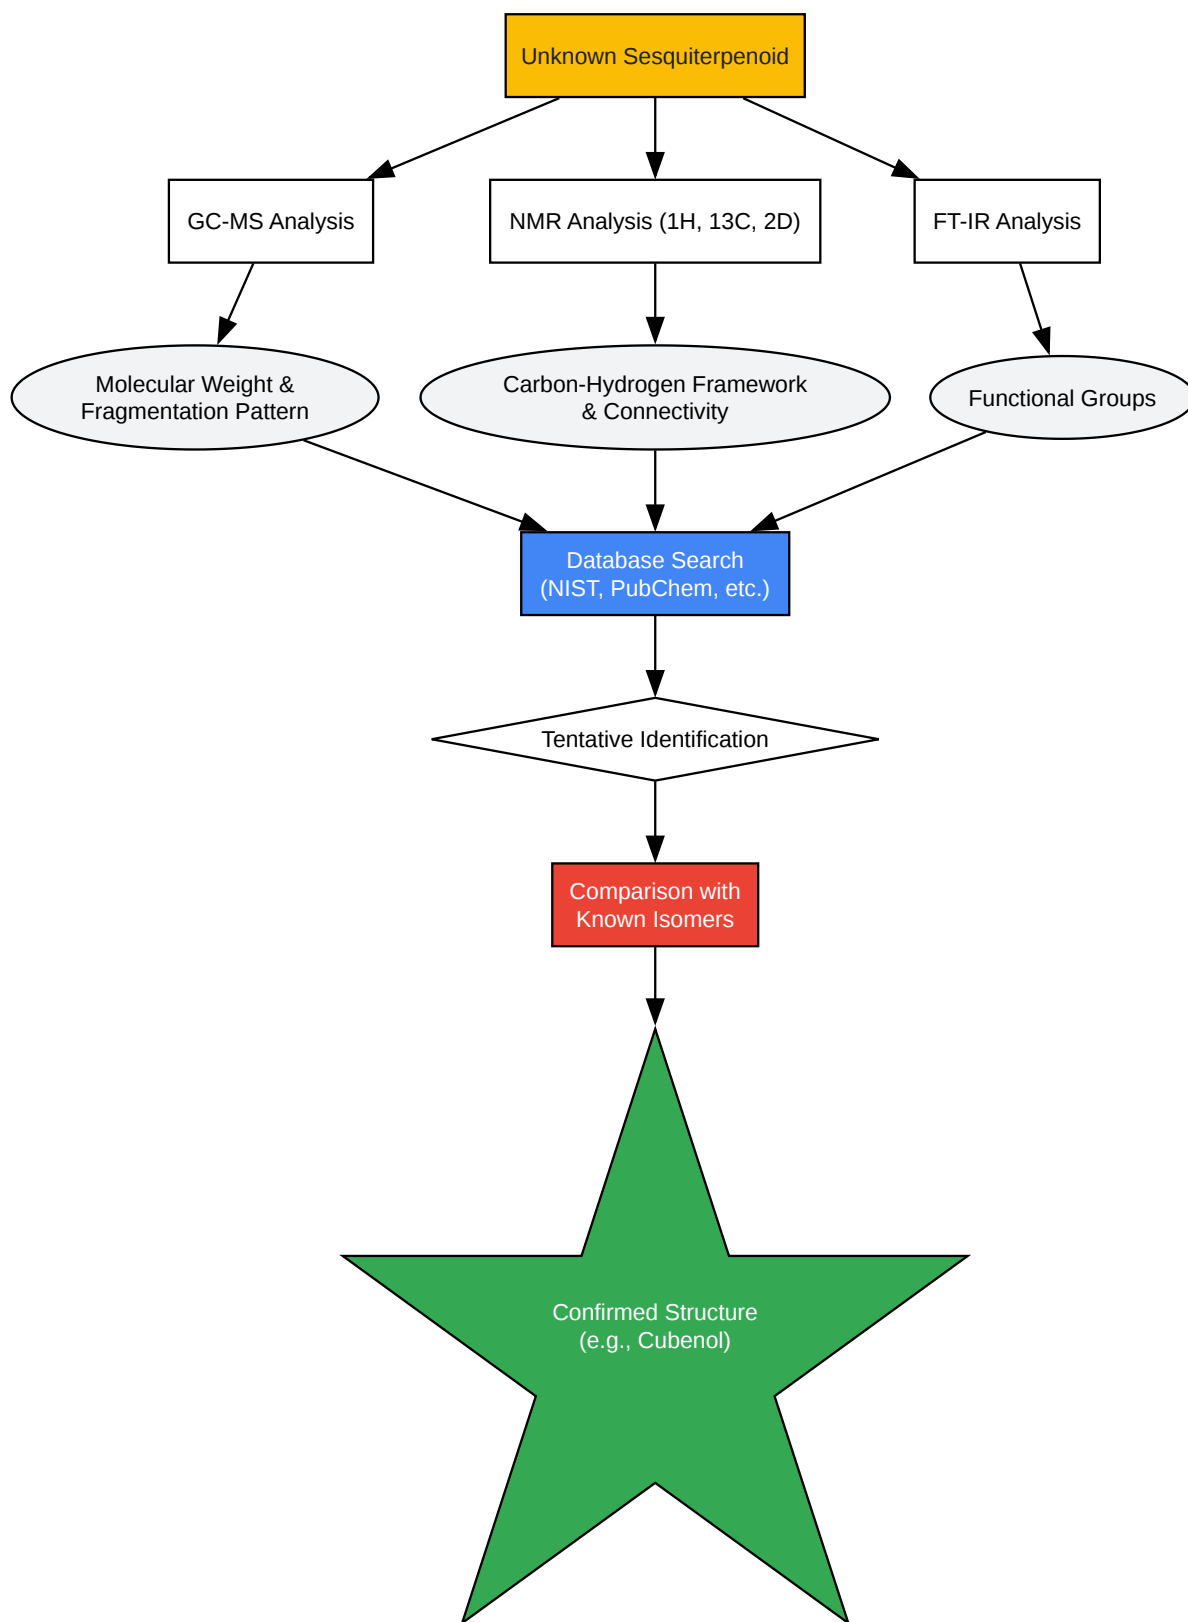 Unknown Sesquiterpenoid
GC-MS Analysis
NMR Analysis (1H, 13C, 2D)
FT-IR Analysis
Molecular Weight &
Fragmentation Pattern
Carbon-Hydrogen Framework
& Connectivity
Functional Groups
Database Search
(NIST, PubChem, etc.)
Tentative Identification
Comparison with
Known Isomers
Confirmed Structure
(e.g., Cubenol)